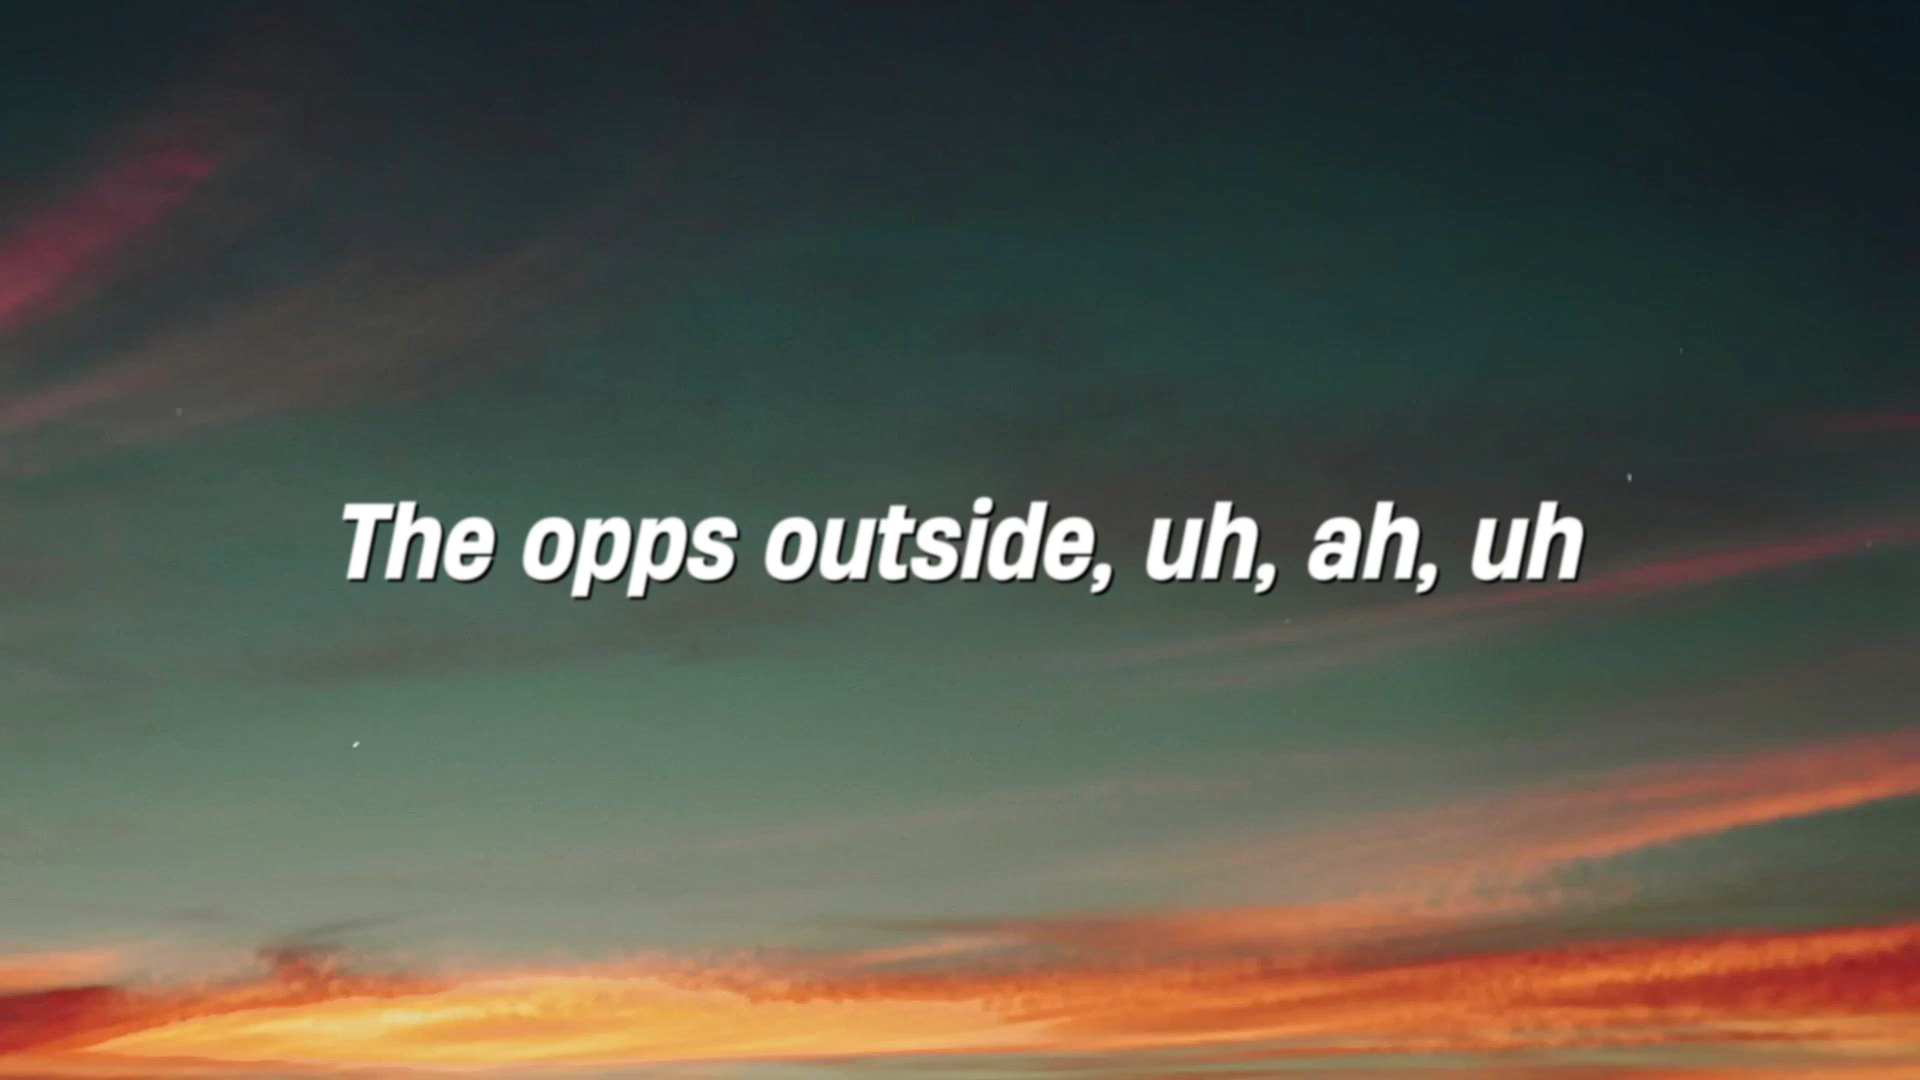 The opps outside, uh, ah, uh